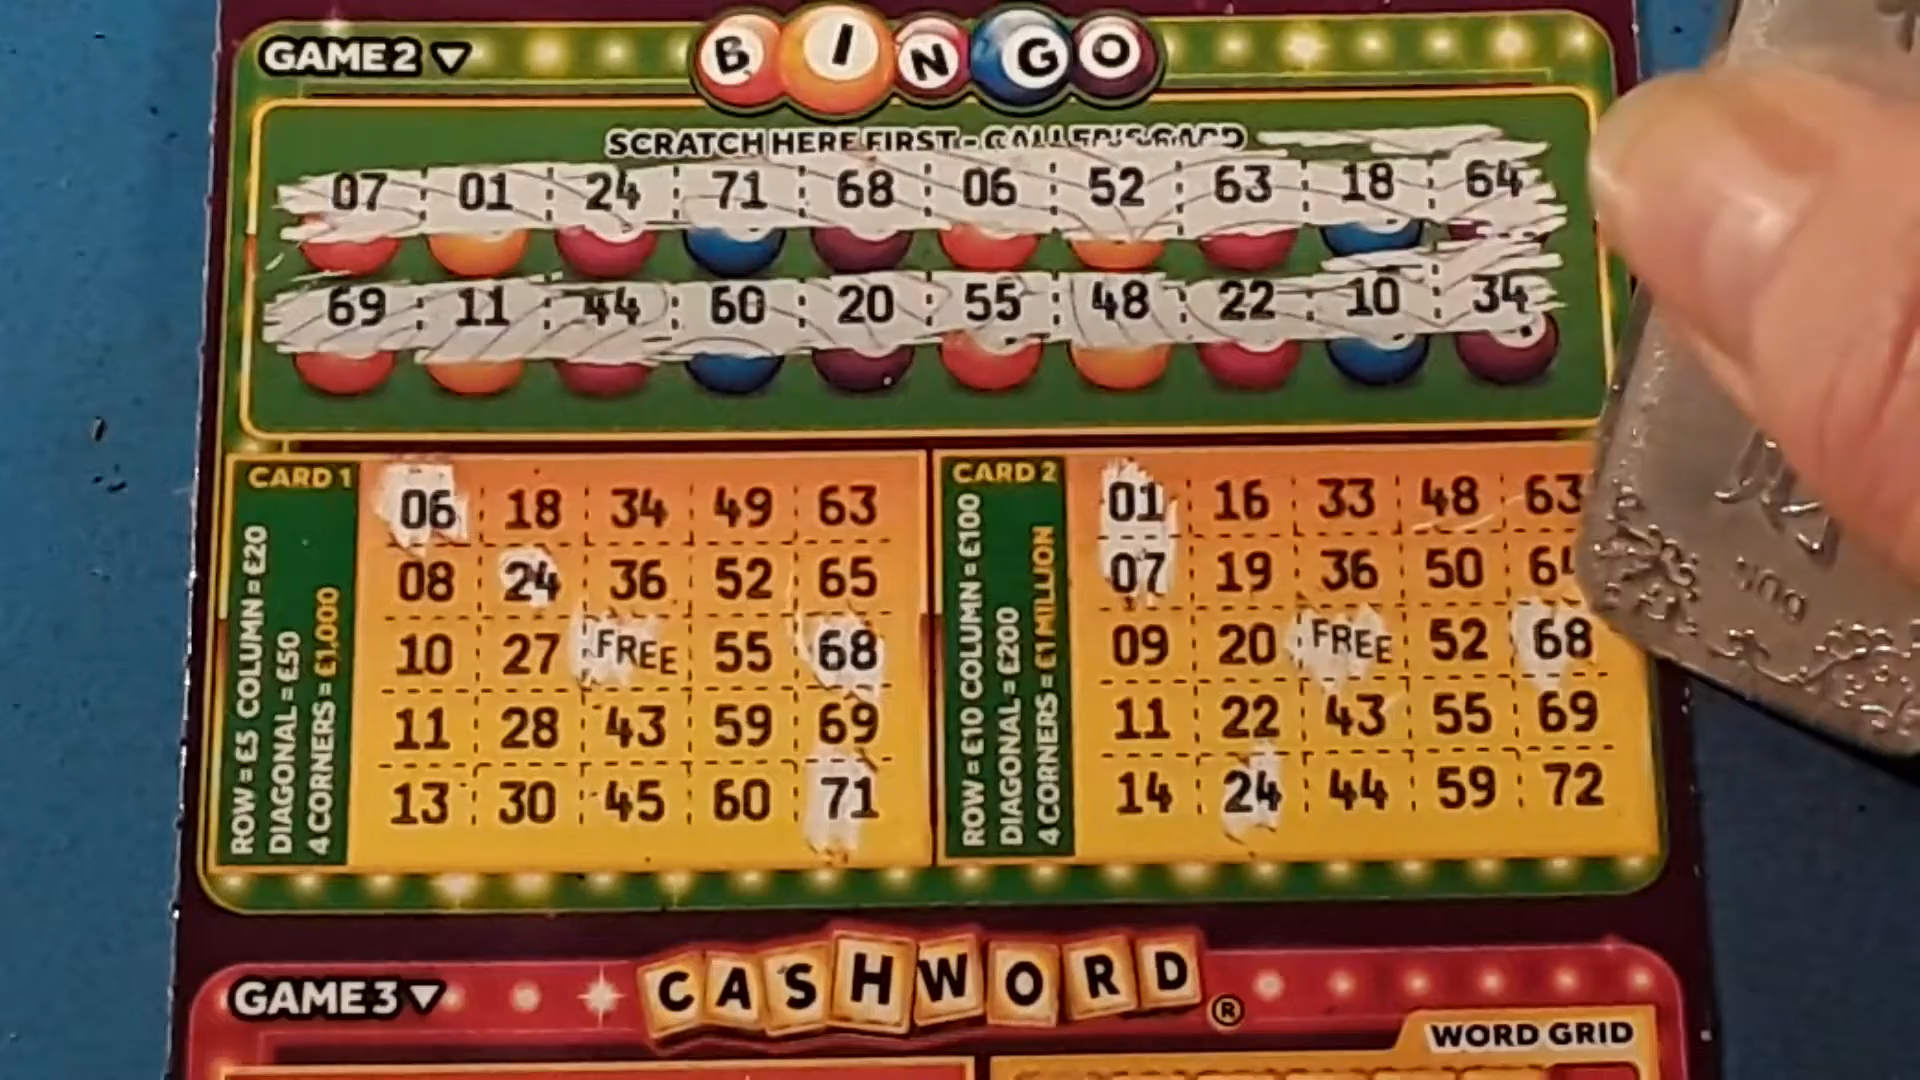 GAME 2
BINGO
SCRATCH HERE FIRST - CALLER'S CARD
07 01 24 71 68 06 52 63 18 64
69 11 44 60 20 55 48 22 10 34
CARD 1
ROW = £5 COLUMN = £20
DIAGONAL = £50
4 CORNERS = £1,000
06 18 34 49 63
08 24 36 52 65
10 27 FREE 55 68
11 28 43 59 69
13 30 45 60 71
CARD 2
ROW = £10 COLUMN = £100
DIAGONAL = £200
4 CORNERS = £1 MILLION
01 16 33 48 63
07 19 36 50 64
09 20 FREE 52 68
11 22 43 55 69
14 24 44 59 72
GAME 3
CASHWORD®
WORD GRID